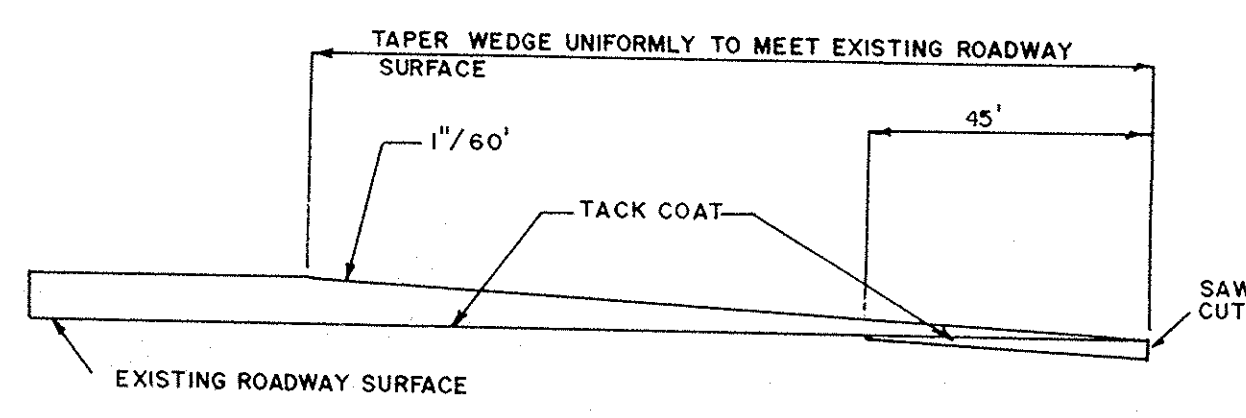 TAPER WEDGE UNIFORMLY TO MEET EXISTING ROADWAY
SURFACE
45'
1"/60'
TACK COAT
SAW
CUT
EXISTING ROADWAY SURFACE